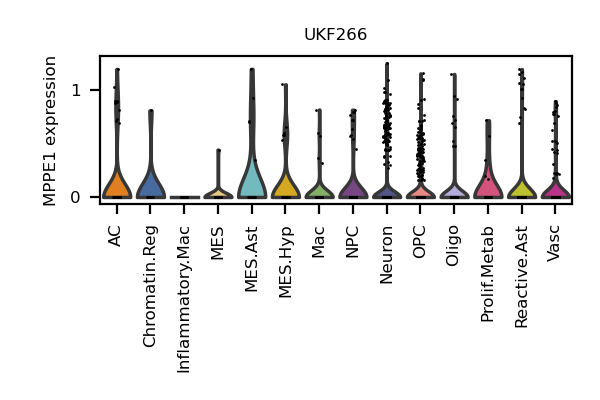 UKF266
MPPE1 expression
1
0
AC
Chromatin.Reg
Inflammatory.Mac
MES
MES.Ast
MES.Hyp
Mac
NPC
Neuron
OPC
Oligo
Prolif.Metab
Reactive.Ast
Vasc